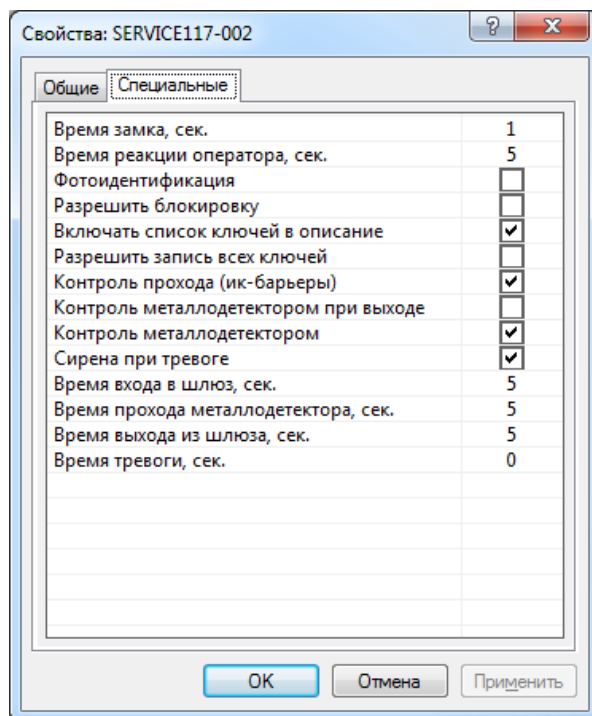 Свойства: SERVICE117-002
Общие Специальные
Время замка, сек. 1
Время реакции оператора, сек. 5
Фотоидентификация
Разрешить блокировку
Включать список ключей в описание
Разрешить запись всех ключей
Контроль прохода (ик-барьеры)
Контроль металлодетектором при выходе
Контроль металлодетектором
Сирена при тревоге
Время входа в шлюз, сек. 5
Время прохода металлодетектора, сек. 5
Время выхода из шлюза, сек. 5
Время тревоги, сек. 0
OK Отмена Применить